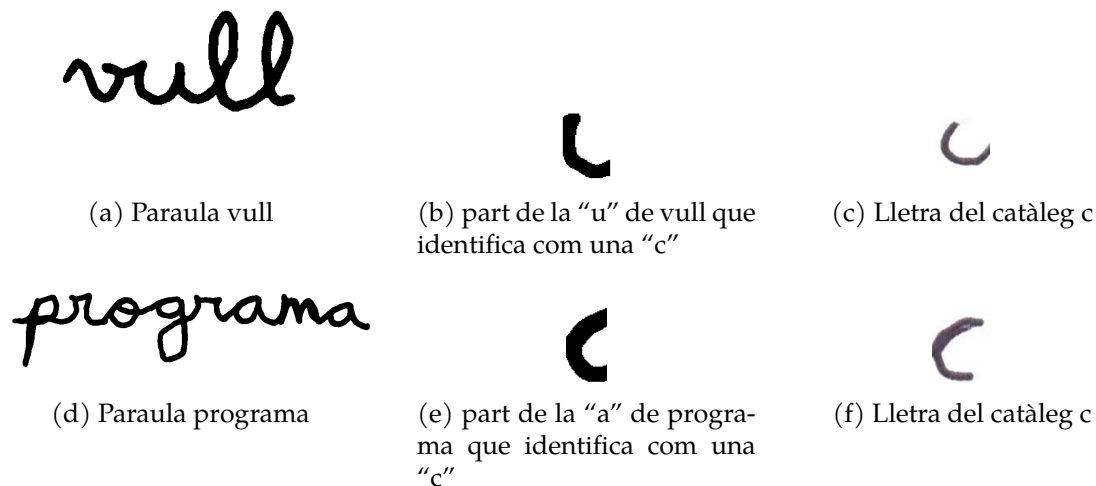 vull
(a) Paraula vull
(b) part de la “u” de vull que
identifica com una “c”
(c) Lletra del catàleg c
programa
(d) Paraula programa
(e) part de la “a” de progra-
ma que identifica com una
“c”
(f) Lletra del catàleg c